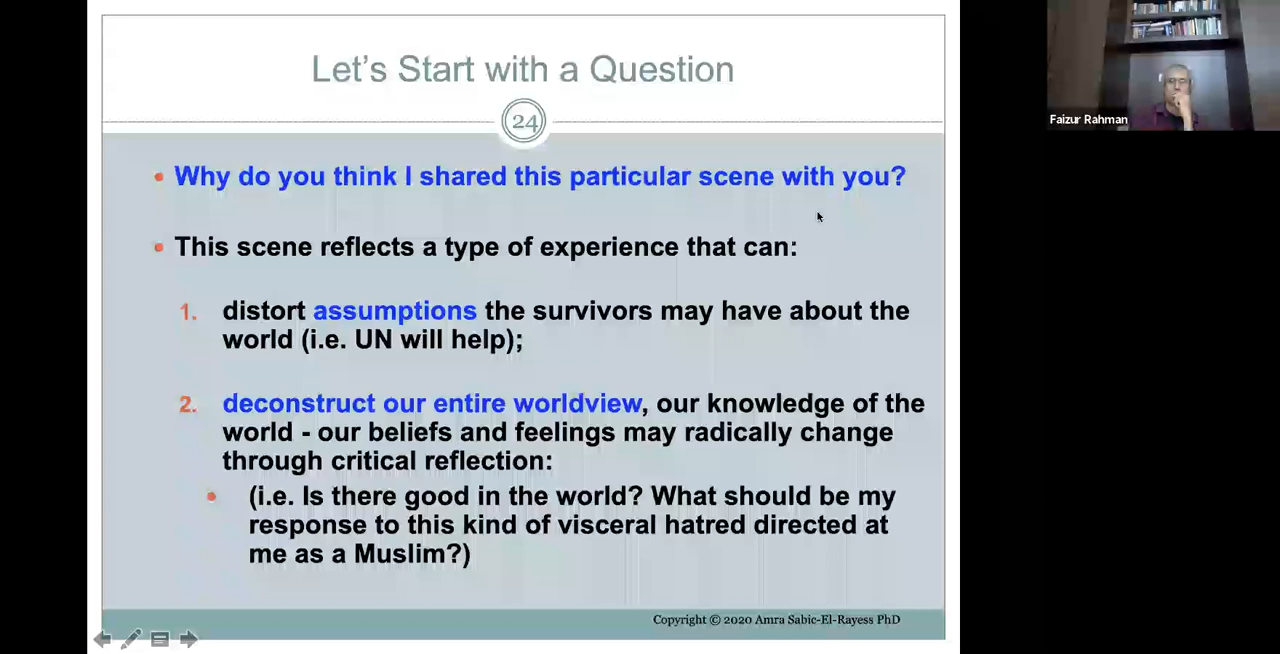 Let’s Start with a Question
24
• Why do you think I shared this particular scene with you?
• This scene reflects a type of experience that can:
1. distort assumptions the survivors may have about the
world (i.e. UN will help);
2. deconstruct our entire worldview, our knowledge of the
world - our beliefs and feelings may radically change
through critical reflection:
• (i.e. Is there good in the world? What should be my
response to this kind of visceral hatred directed at
me as a Muslim?)
Copyright © 2020 Amra Sabic-El-Rayess PhD
Faizur Rahman